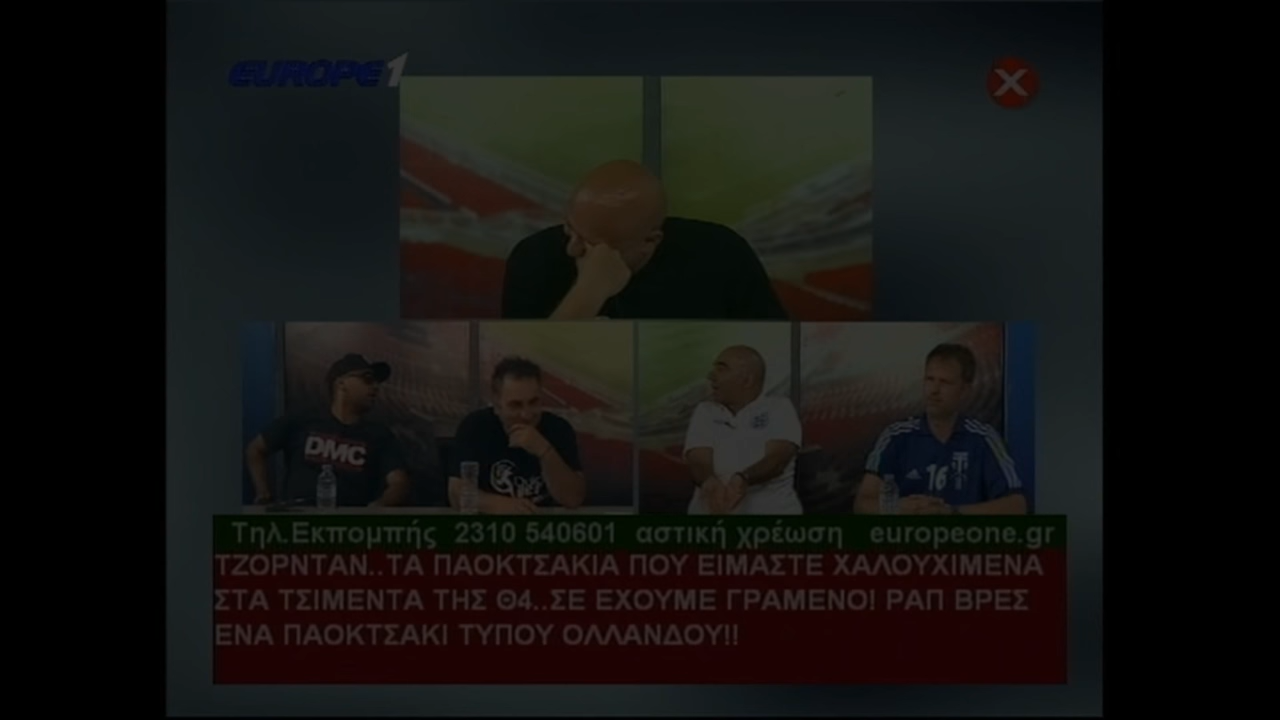 EUROPE1
X
DMC
16
Τηλ.Εκπομπής 2310 540601 αστική χρέωση europeone.gr
ΤΖΟΡΝΤΑΝ..ΤΑ ΠΑΟΚΤΣΑΚΙΑ ΠΟΥ ΕΙΜΑΣΤΕ ΧΑΛΟΥΧΙΜΕΝΑ
ΣΤΑ ΤΣΙΜΕΝΤΑ ΤΗΣ Θ4..ΣΕ ΕΧΟΥΜΕ ΓΡΑΜΕΝΟ! ΡΑΠ ΒΡΕΣ
ΕΝΑ ΠΑΟΚΤΣΑΚΙ ΤΥΠΟΥ ΟΛΛΑΝΔΟΥ!!